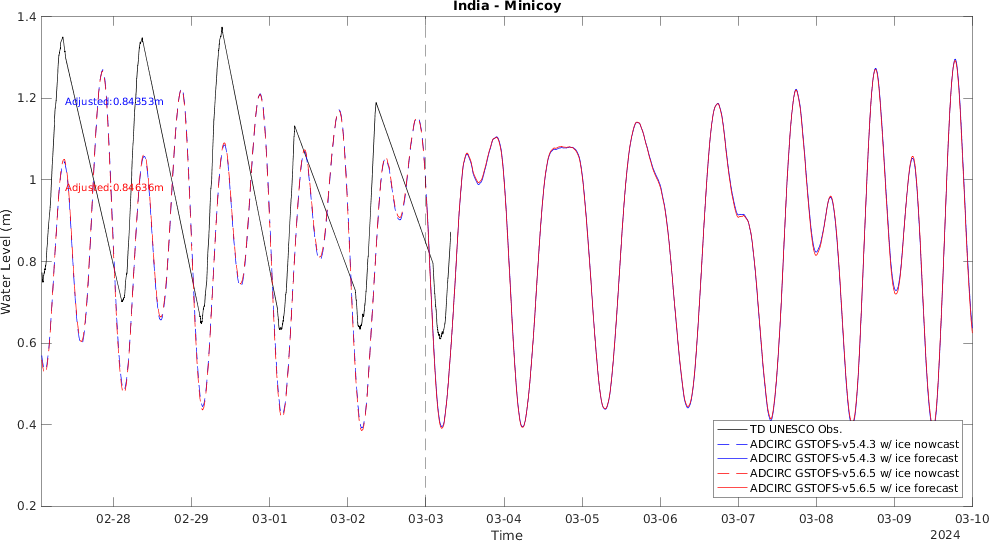 India - Minicoy
1.4
1.2
1
0.8
0.6
0.4
0.2
Water Level (m)
Adjusted:0.84353m
Adjusted:0.84636m
TD UNESCO Obs.
ADCIRC GSTOFS-v5.4.3 w/ ice nowcast
ADCIRC GSTOFS-v5.4.3 w/ ice forecast
ADCIRC GSTOFS-v5.6.5 w/ ice nowcast
ADCIRC GSTOFS-v5.6.5 w/ ice forecast
02-28 02-29 03-01 03-02 03-03 03-04 03-05 03-06 03-07 03-08 03-09 03-10
Time
2024